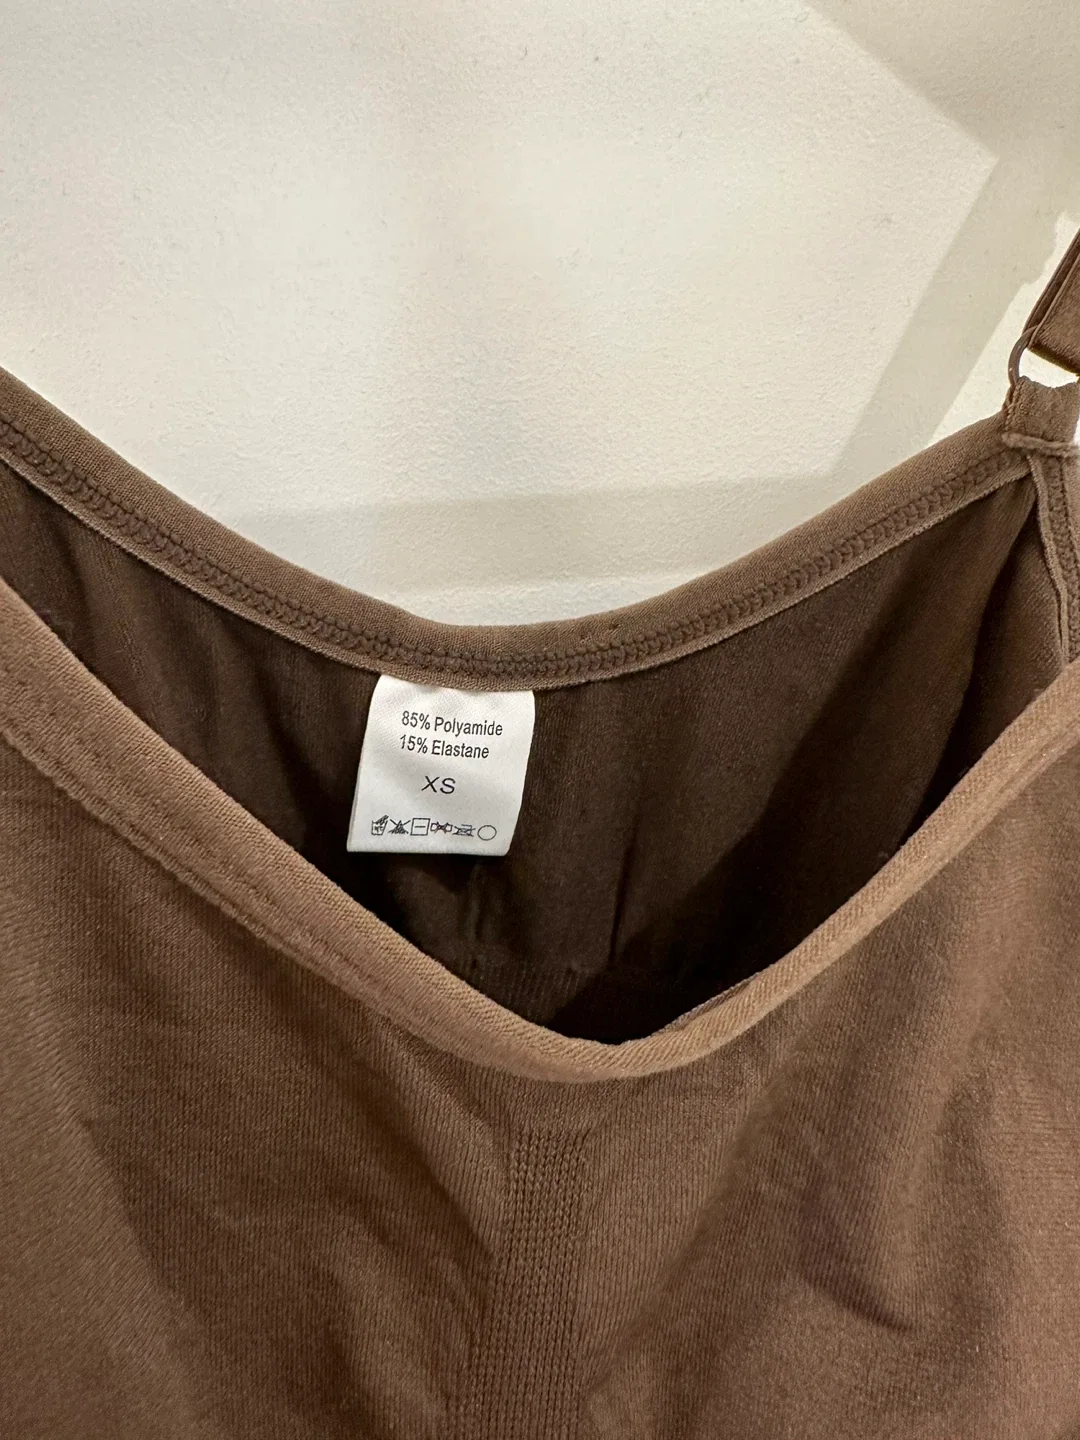 85% Polyamide
15% Elastane
XS